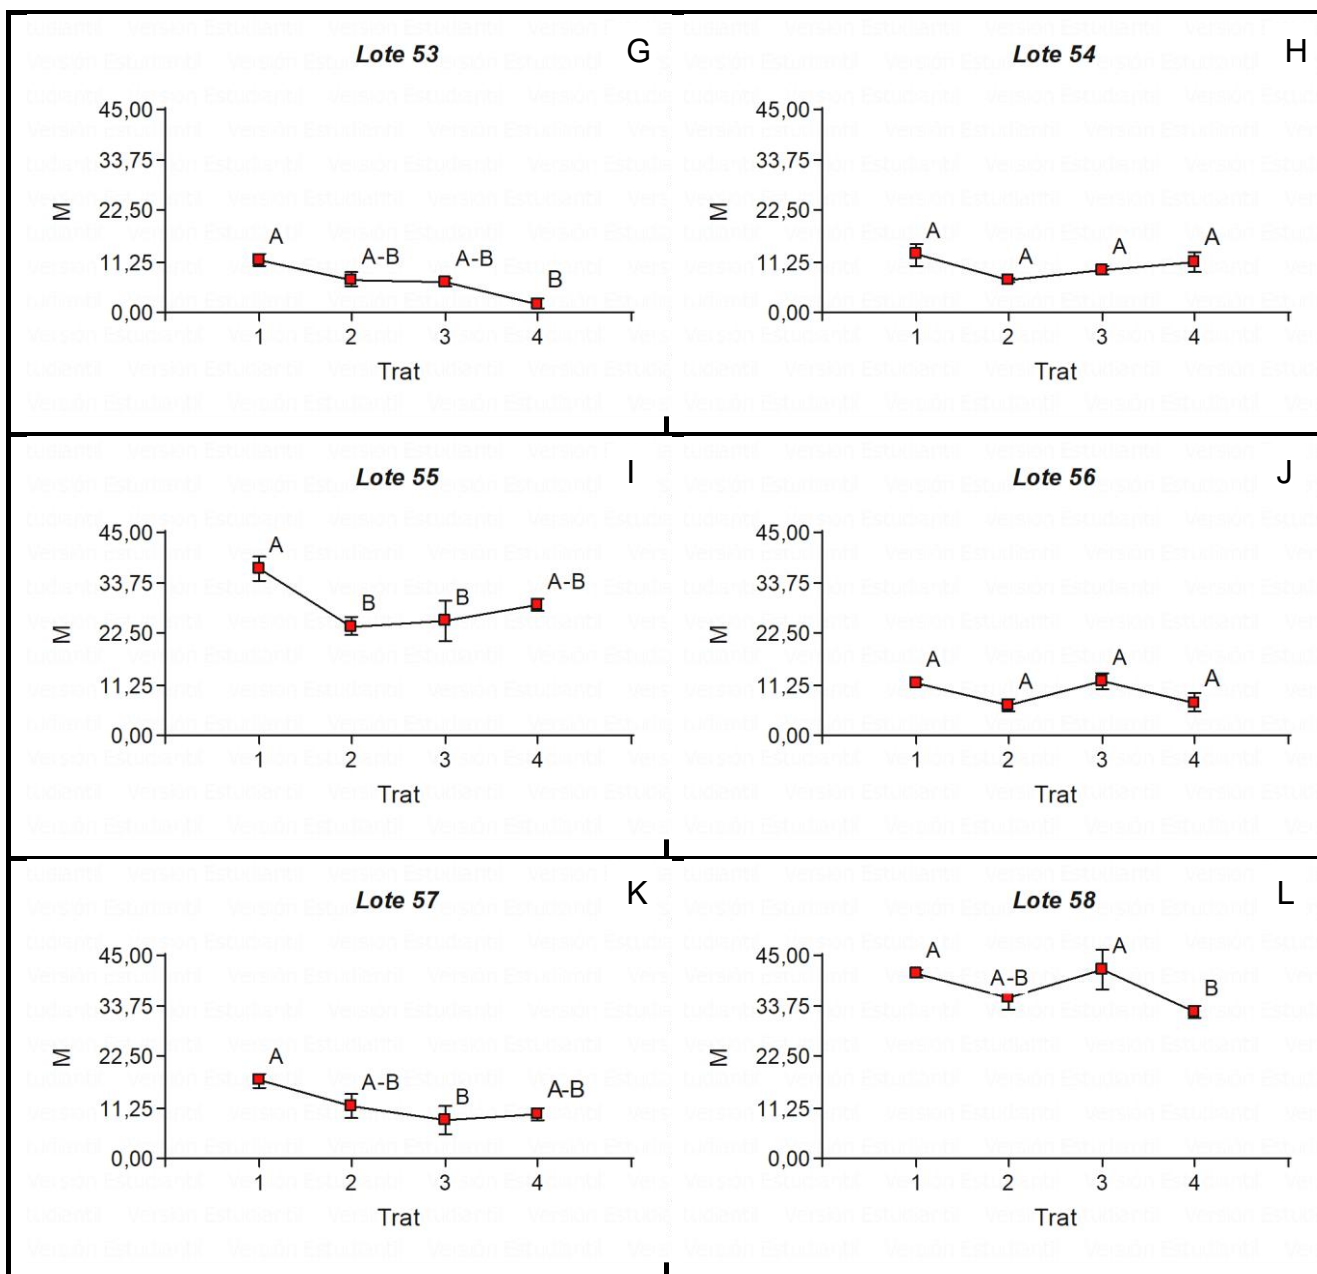 Lote 53 G
45,00
33,75
22,50
11,25
0,00
M
A
A-B
A-B
B
1 2 3 4
Trat
Lote 54 H
45,00
33,75
22,50
11,25
0,00
M
A
A
A
A
1 2 3 4
Trat
Lote 55 I
45,00
33,75
22,50
11,25
0,00
M
A
B
B
A-B
1 2 3 4
Trat
Lote 56 J
45,00
33,75
22,50
11,25
0,00
M
A
A
A
A
1 2 3 4
Trat
Lote 57 K
45,00
33,75
22,50
11,25
0,00
M
A
A-B
B
A-B
1 2 3 4
Trat
Lote 58 L
45,00
33,75
22,50
11,25
0,00
M
A
A-B
A
B
1 2 3 4
Trat